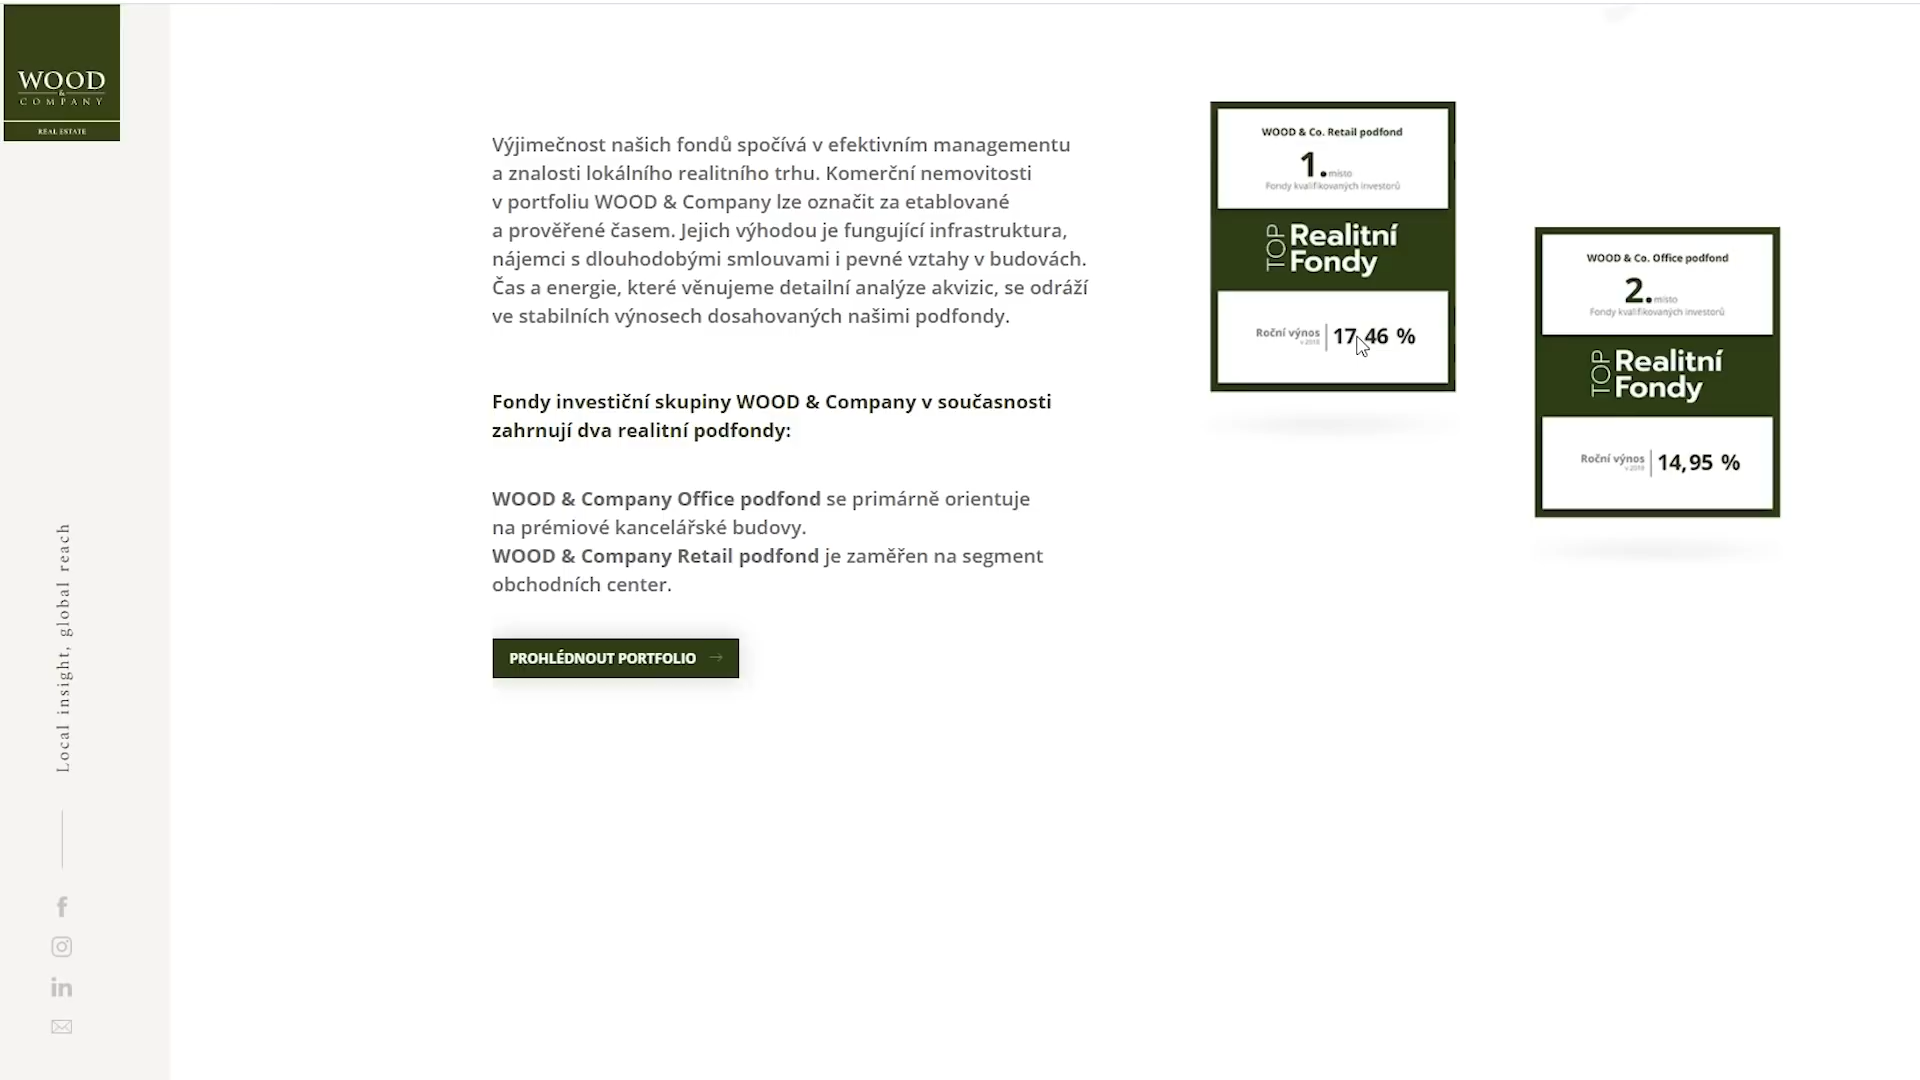 WOOD
&
COMPANY
REAL ESTATE
Local insight, global reach
Výjimečnost našich fondů spočívá v efektivním managementu
a znalosti lokálního realitního trhu. Komerční nemovitosti
v portfoliu WOOD & Company lze označit za etablované
a prověřené časem. Jejich výhodou je fungující infrastruktura,
nájemci s dlouhodobými smlouvami i pevné vztahy v budovách.
Čas a energie, které věnujeme detailní analýze akvizic, se odráží
ve stabilních výnosech dosahovaných našimi podfondy.
Fondy investiční skupiny WOOD & Company v současnosti
zahrnují dva realitní podfondy:
WOOD & Company Office podfond se primárně orientuje
na prémiové kancelářské budovy.
WOOD & Company Retail podfond je zaměřen na segment
obchodních center.
PROHLÉDNOUT PORTFOLIO
WOOD & Co. Retail podfond
1. místo
Fondy kvalifikovaných investorů
TOP
Realitní
Fondy
Roční výnos
v 2018
17,46 %
WOOD & Co. Office podfond
2. místo
Fondy kvalifikovaných investorů
TOP
Realitní
Fondy
Roční výnos
v 2018
14,95 %